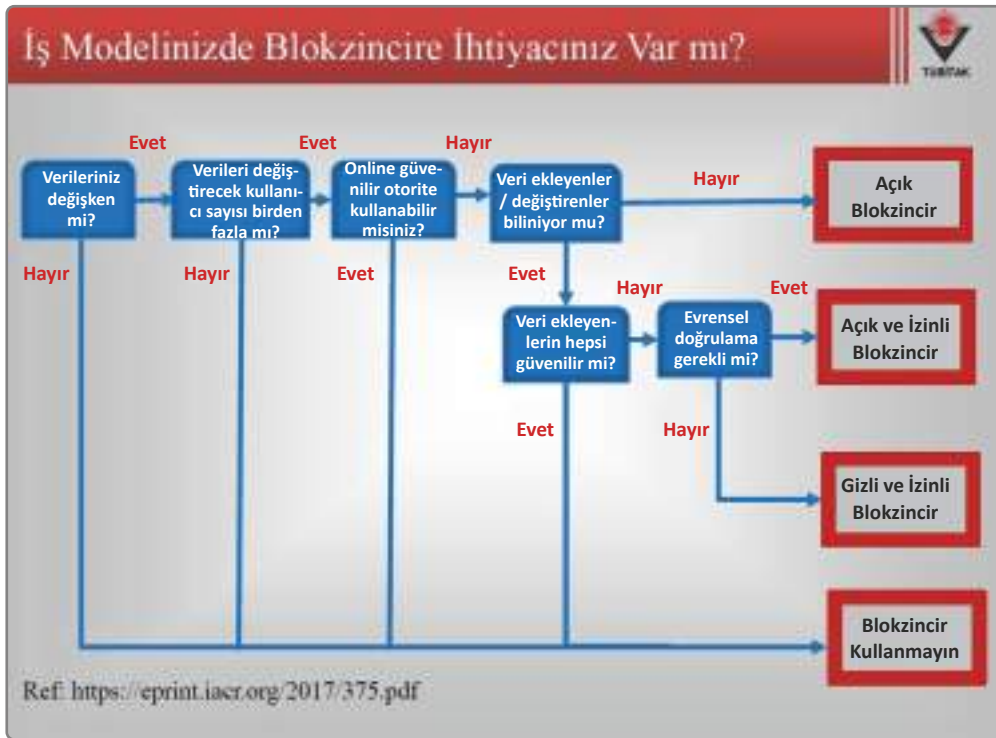 İş Modelinizde Blokzincire İhtiyacınız Var mı?
TÜBİTAK
Evet
Evet
Hayır
Hayır
Verileriniz
değişken
mi?
Verileri değiş-
tirecek kullanı-
cı sayısı birden
fazla mı?
Online güve-
nilir otorite
kullanabilir
misiniz?
Veri ekleyenler
/ değiştirenler
biliniyor mu?
Açık
Blokzincir
Hayır
Hayır
Evet
Evet
Hayır
Evet
Veri ekleyen-
lerin hepsi
güvenilir mi?
Evrensel
doğrulama
gerekli mi?
Açık ve İzinli
Blokzincir
Evet
Hayır
Gizli ve İzinli
Blokzincir
Blokzincir
Kullanmayın
Ref: https://eprint.iacr.org/2017/375.pdf